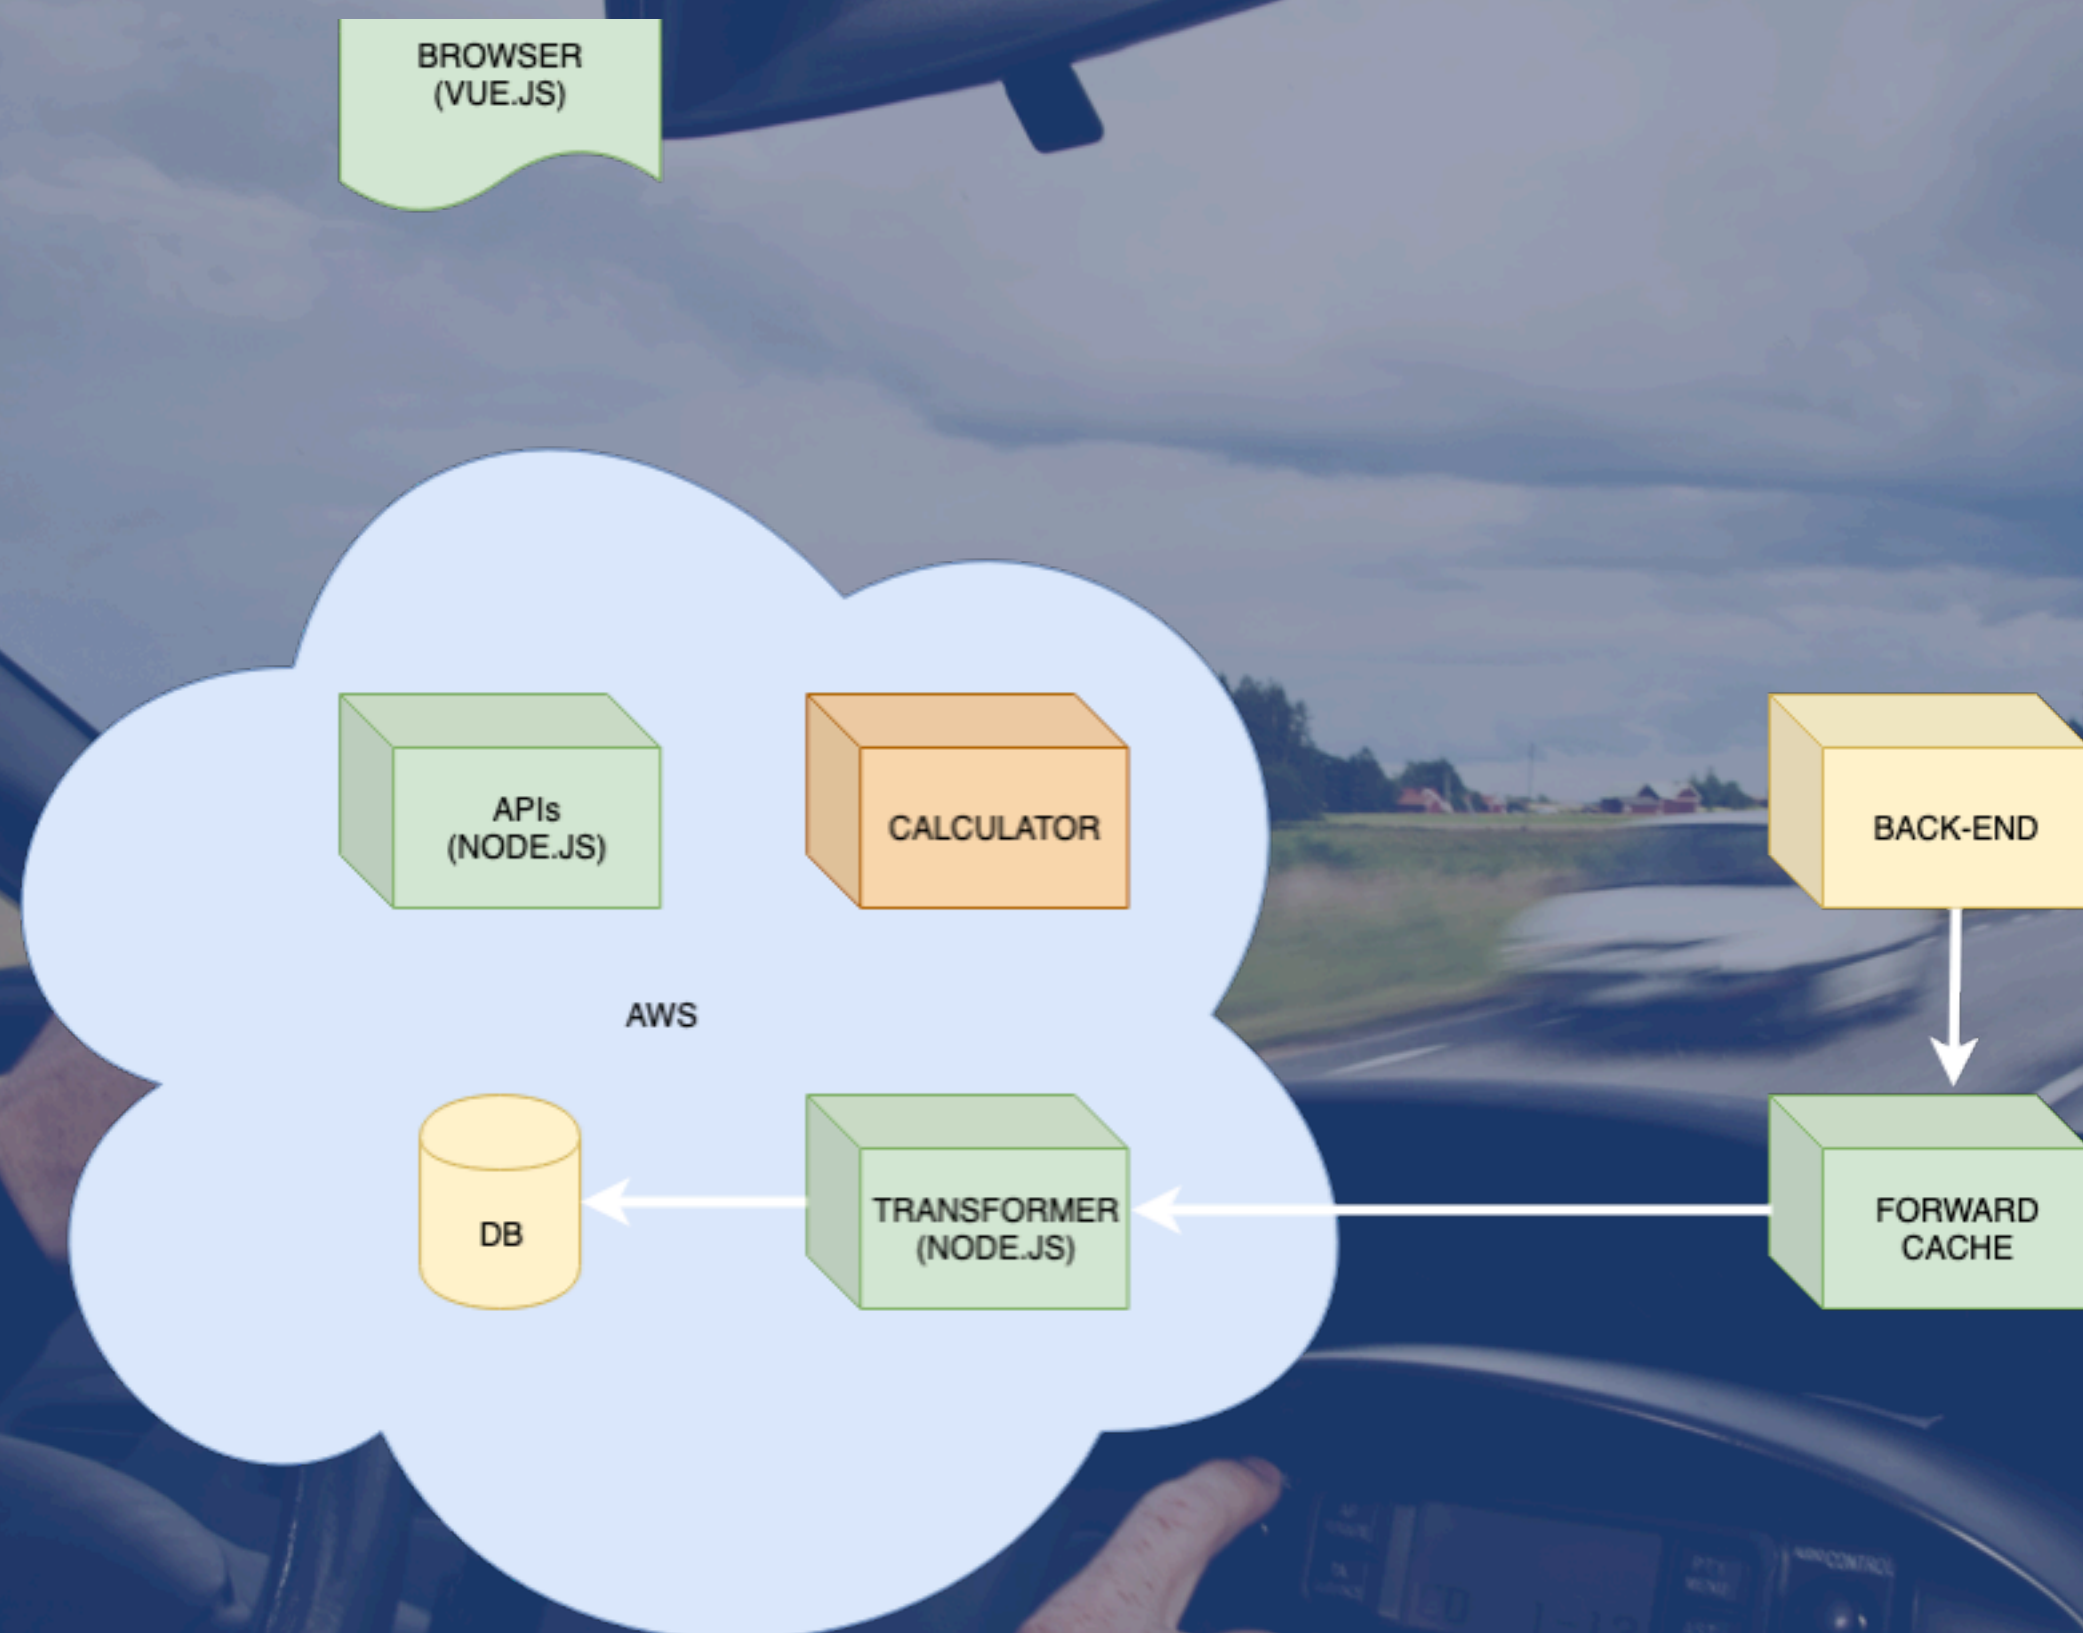 BROWSER
(VUE.JS)
APIs
(NODE.JS)
CALCULATOR
BACK-END
AWS
DB
TRANSFORMER
(NODE.JS)
FORWARD
CACHE